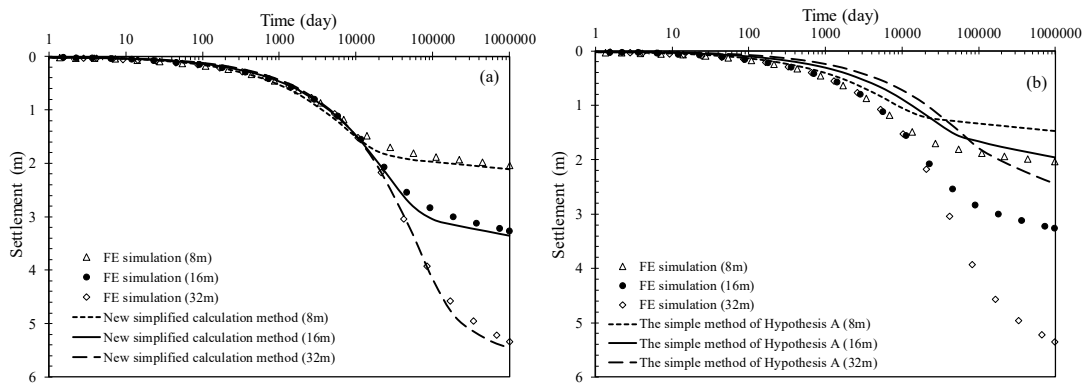 Time (day)
1 10 100 1000 10000 100000 1000000
0
1
2
3
4
5
6
Settlement (m)
(a)
FE simulation (8m)
FE simulation (16m)
FE simulation (32m)
New simplified calculation method (8m)
New simplified calculation method (16m)
New simplified calculation method (32m)
Time (day)
1 10 100 1000 10000 100000 1000000
0
1
2
3
4
5
6
Settlement (m)
(b)
FE simulation (8m)
FE simulation (16m)
FE simulation (32m)
The simple method of Hypothesis A (8m)
The simple method of Hypothesis A (16m)
The simple method of Hypothesis A (32m)